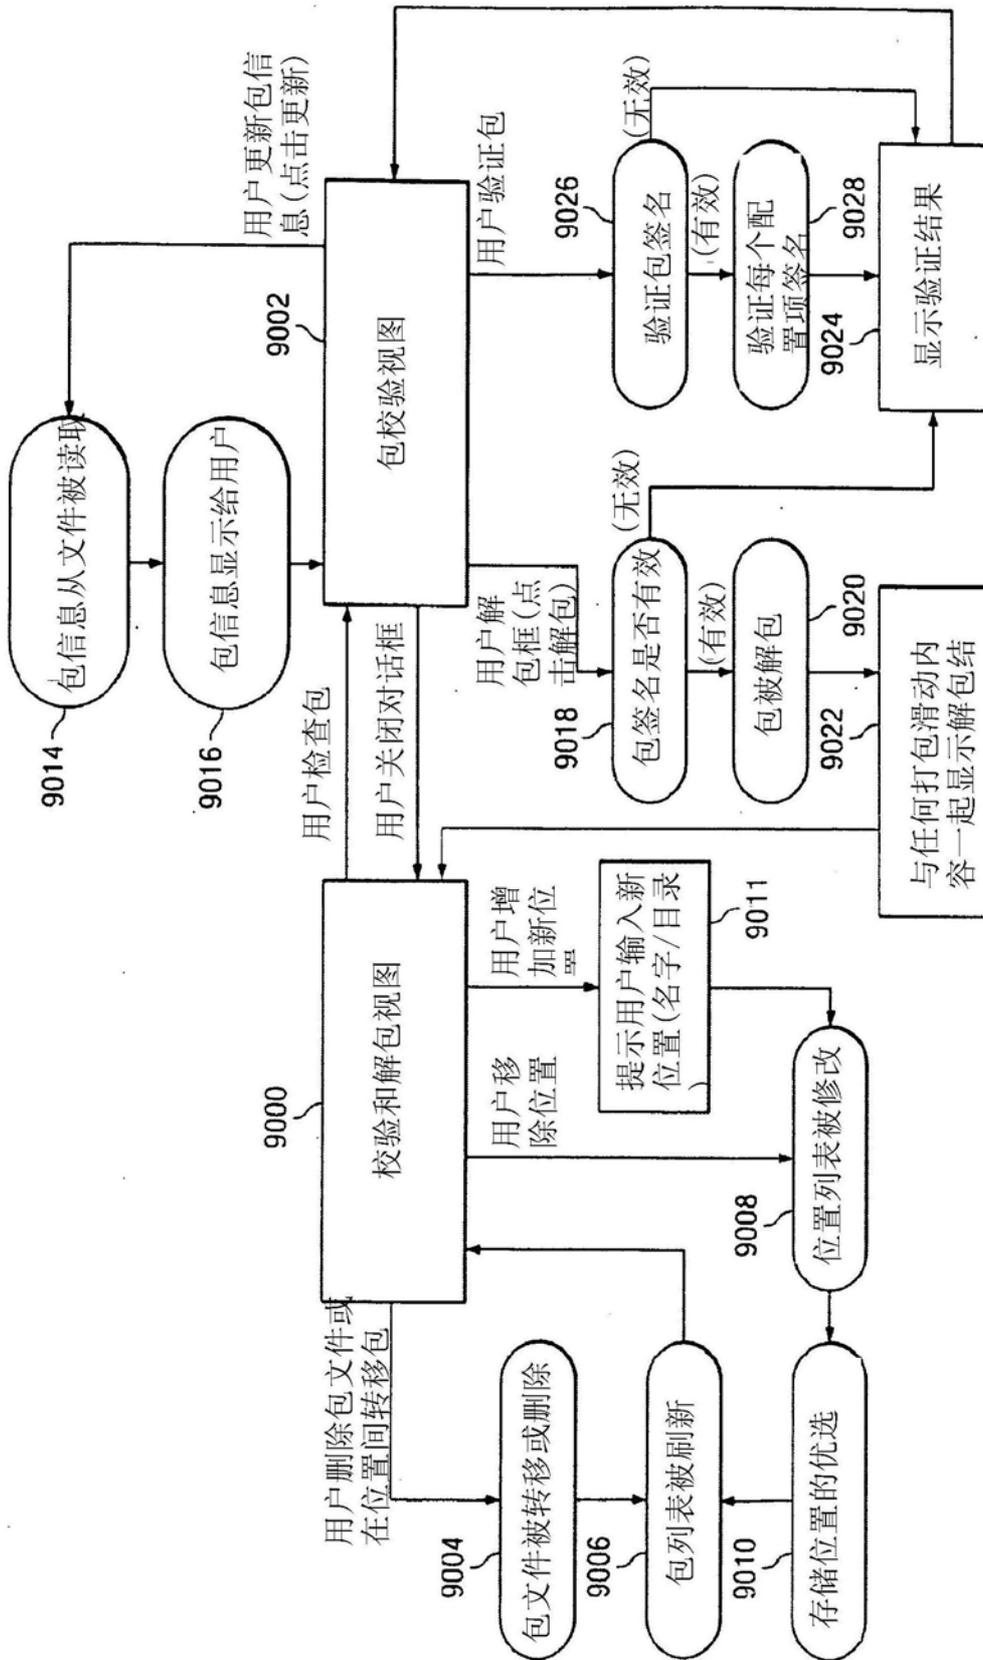 用户删除包文件或
在位置间转移包
9004
包文件被转移或删除
9006
包列表被刷新
9010
存储位置的优选
9000
校验和解包视图
用户移
除位置
用户增
加新位
置
提示用户输入新
位置(名字/目录
9011
9008
位置列表被修改
用户检查包
用户关闭对话框
9014
包信息从文件被读取
9016
包信息显示给用户
用户更新包信
息(点击更新)
9002
包校验视图
用户解
包框(点
击解包)
9018
包签名是否有效
(无效)
(有效)
包被解包
9020
9022
与任何打包滑动内
容一起显示解包结
用户验证包
9026
验证包签名
(无效)
(有效)
验证每个配
置项签名
9028
9024
显示验证结果